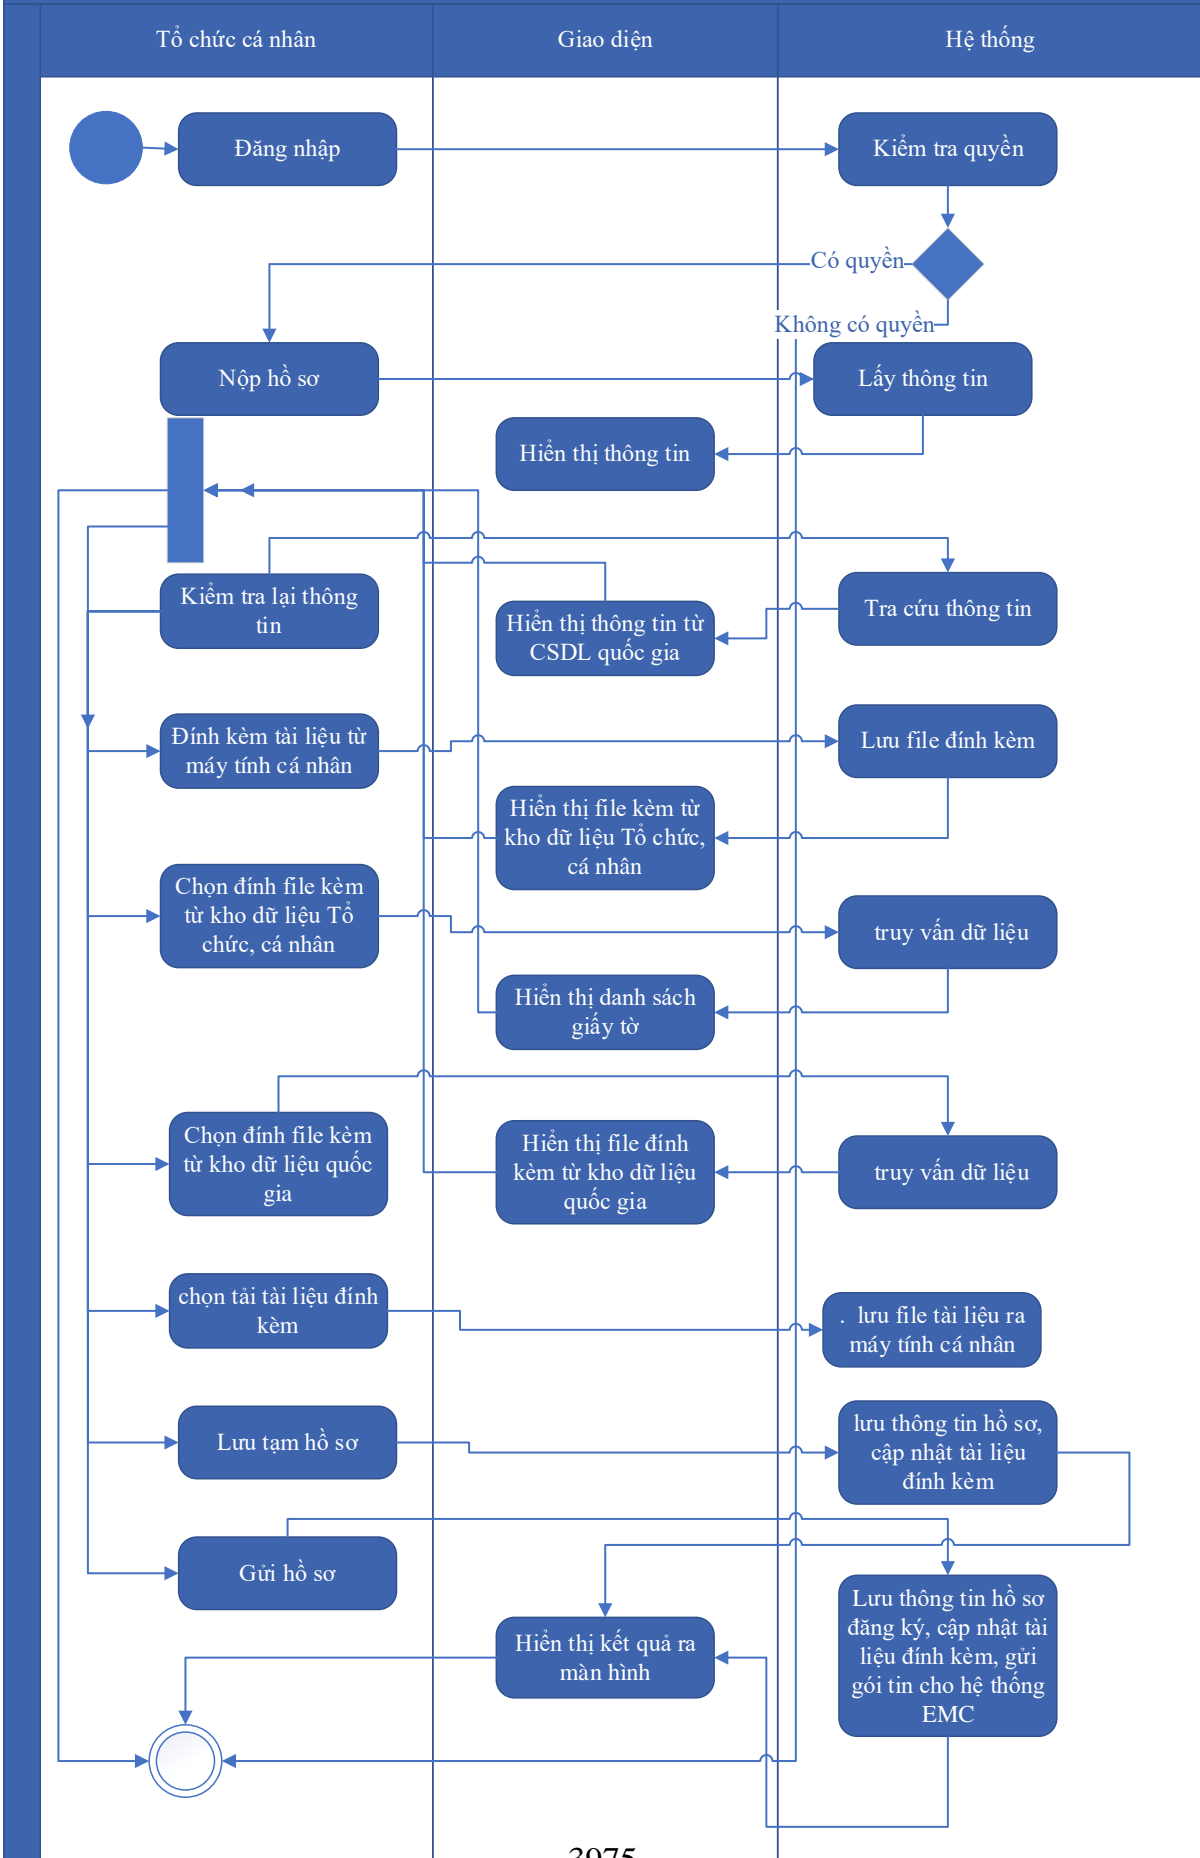 Tổ chức cá nhân
Giao diện
Hệ thống
Đăng nhập
Kiểm tra quyền
Có quyền
Không có quyền
Nộp hồ sơ
Lấy thông tin
Hiển thị thông tin
Kiểm tra lại thông
tin
Hiển thị thông tin từ
CSDL quốc gia
Tra cứu thông tin
Đính kèm tài liệu từ
máy tính cá nhân
Lưu file đính kèm
Hiển thị file kèm từ
kho dữ liệu Tổ chức,
cá nhân
Chọn đính file kèm
từ kho dữ liệu Tổ
chức, cá nhân
truy vấn dữ liệu
Hiển thị danh sách
giấy tờ
Chọn đính file kèm
từ kho dữ liệu quốc
gia
Hiển thị file đính
kèm từ kho dữ liệu
quốc gia
truy vấn dữ liệu
chọn tải tài liệu đính
kèm
. lưu file tài liệu ra
máy tính cá nhân
Lưu tạm hồ sơ
lưu thông tin hồ sơ,
cập nhật tài liệu
đính kèm
Gửi hồ sơ
Lưu thông tin hồ sơ
đăng ký, cập nhật tài
liệu đính kèm, gửi
gói tin cho hệ thống
EMC
Hiển thị kết quả ra
màn hình
3975